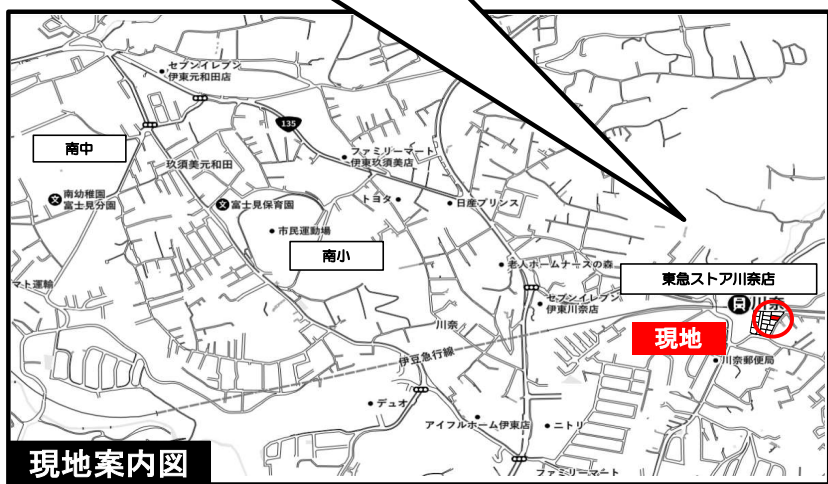 セブンイレブン
伊東元和田店
135
南中
ファミリーマート
伊東玖須美店
玖須美元和田
文
南幼稚園
富士見分園
文
富士見保育園
トヨタ
日産プリンス
市民運動場
南小
老人ホームナースの森
東急ストア川奈店
マト運輸
セブンイレブン
伊東川奈店
川奈
川奈
現地
伊豆急行線
川奈郵便局
デュオ
アイフルホーム伊東店
ニトリ
現地案内図
ファミリーマート